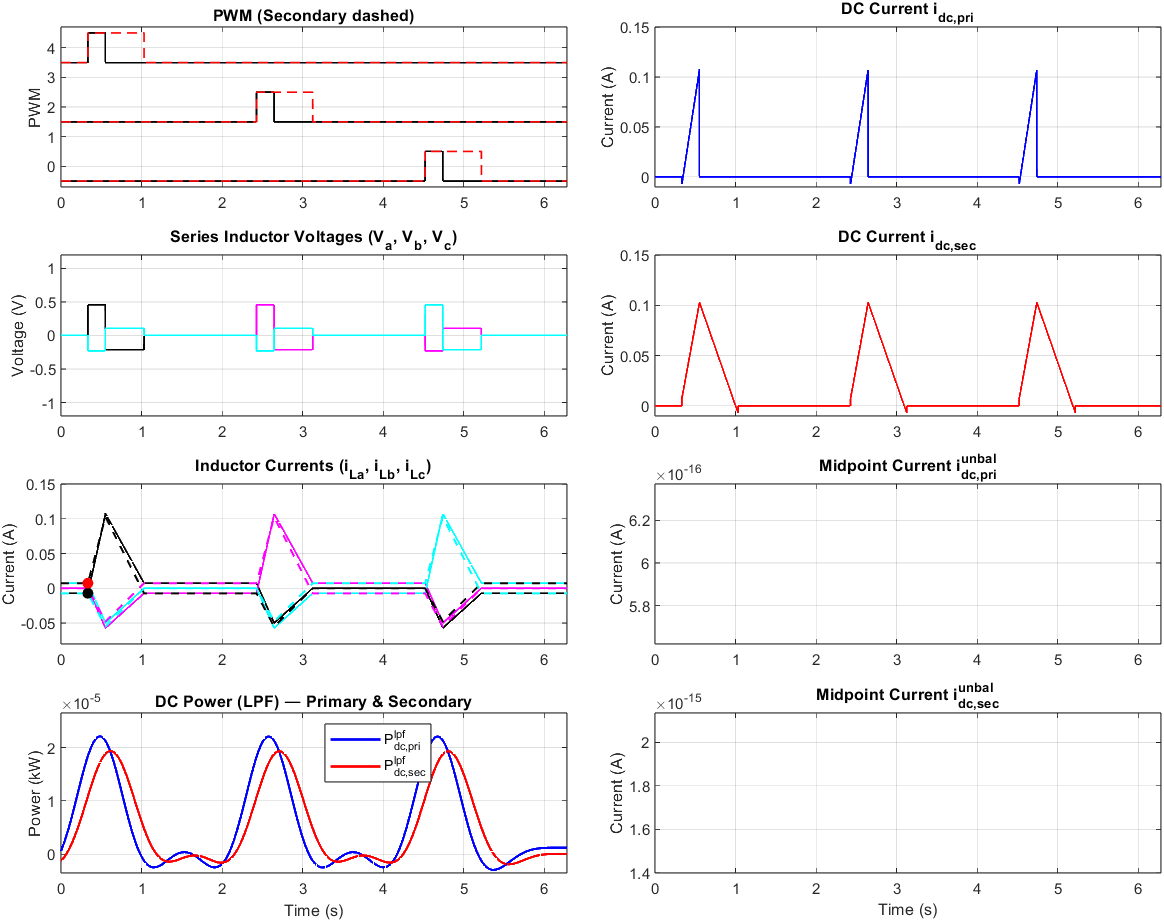 PWM (Secondary dashed)
4
3
2
1
0
PWM
0 1 2 3 4 5 6
DC Current i_dc,pri
0.15
0.1
0.05
0
Current (A)
0 1 2 3 4 5 6
Series Inductor Voltages (V_a, V_b, V_c)
1
0.5
0
-0.5
-1
Voltage (V)
0 1 2 3 4 5 6
DC Current i_dc,sec
0.15
0.1
0.05
0
Current (A)
0 1 2 3 4 5 6
Inductor Currents (i_La, i_Lb, i_Lc)
0.15
0.1
0.05
0
-0.05
Current (A)
0 1 2 3 4 5 6
Midpoint Current i^unbal_dc,pri
×10^-16
6.2
6
5.8
Current (A)
0 1 2 3 4 5 6
DC Power (LPF) — Primary & Secondary
×10^-5
2
1
0
Power (kW)
P^lpf_dc,pri
P^lpf_dc,sec
0 1 2 3 4 5 6
Time (s)
Midpoint Current i^unbal_dc,sec
×10^-15
2
1.8
1.6
1.4
Current (A)
0 1 2 3 4 5 6
Time (s)